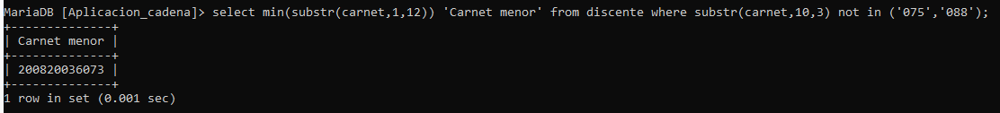 MariaDB [Aplicacion_cadena]> select min(substr(carnet,1,12)) 'Carnet menor' from discente where substr(carnet,10,3) not in ('075','088');
+--------------+
| Carnet menor |
+--------------+
| 200820036073 |
+--------------+
1 row in set (0.001 sec)